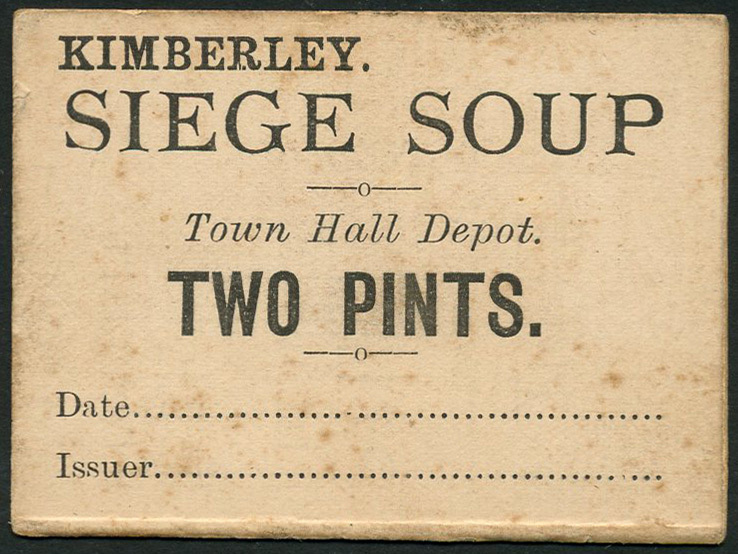 KIMBERLEY.
SIEGE SOUP
Town Hall Depot.
TWO PINTS.
Date..............................................
Issuer............................................